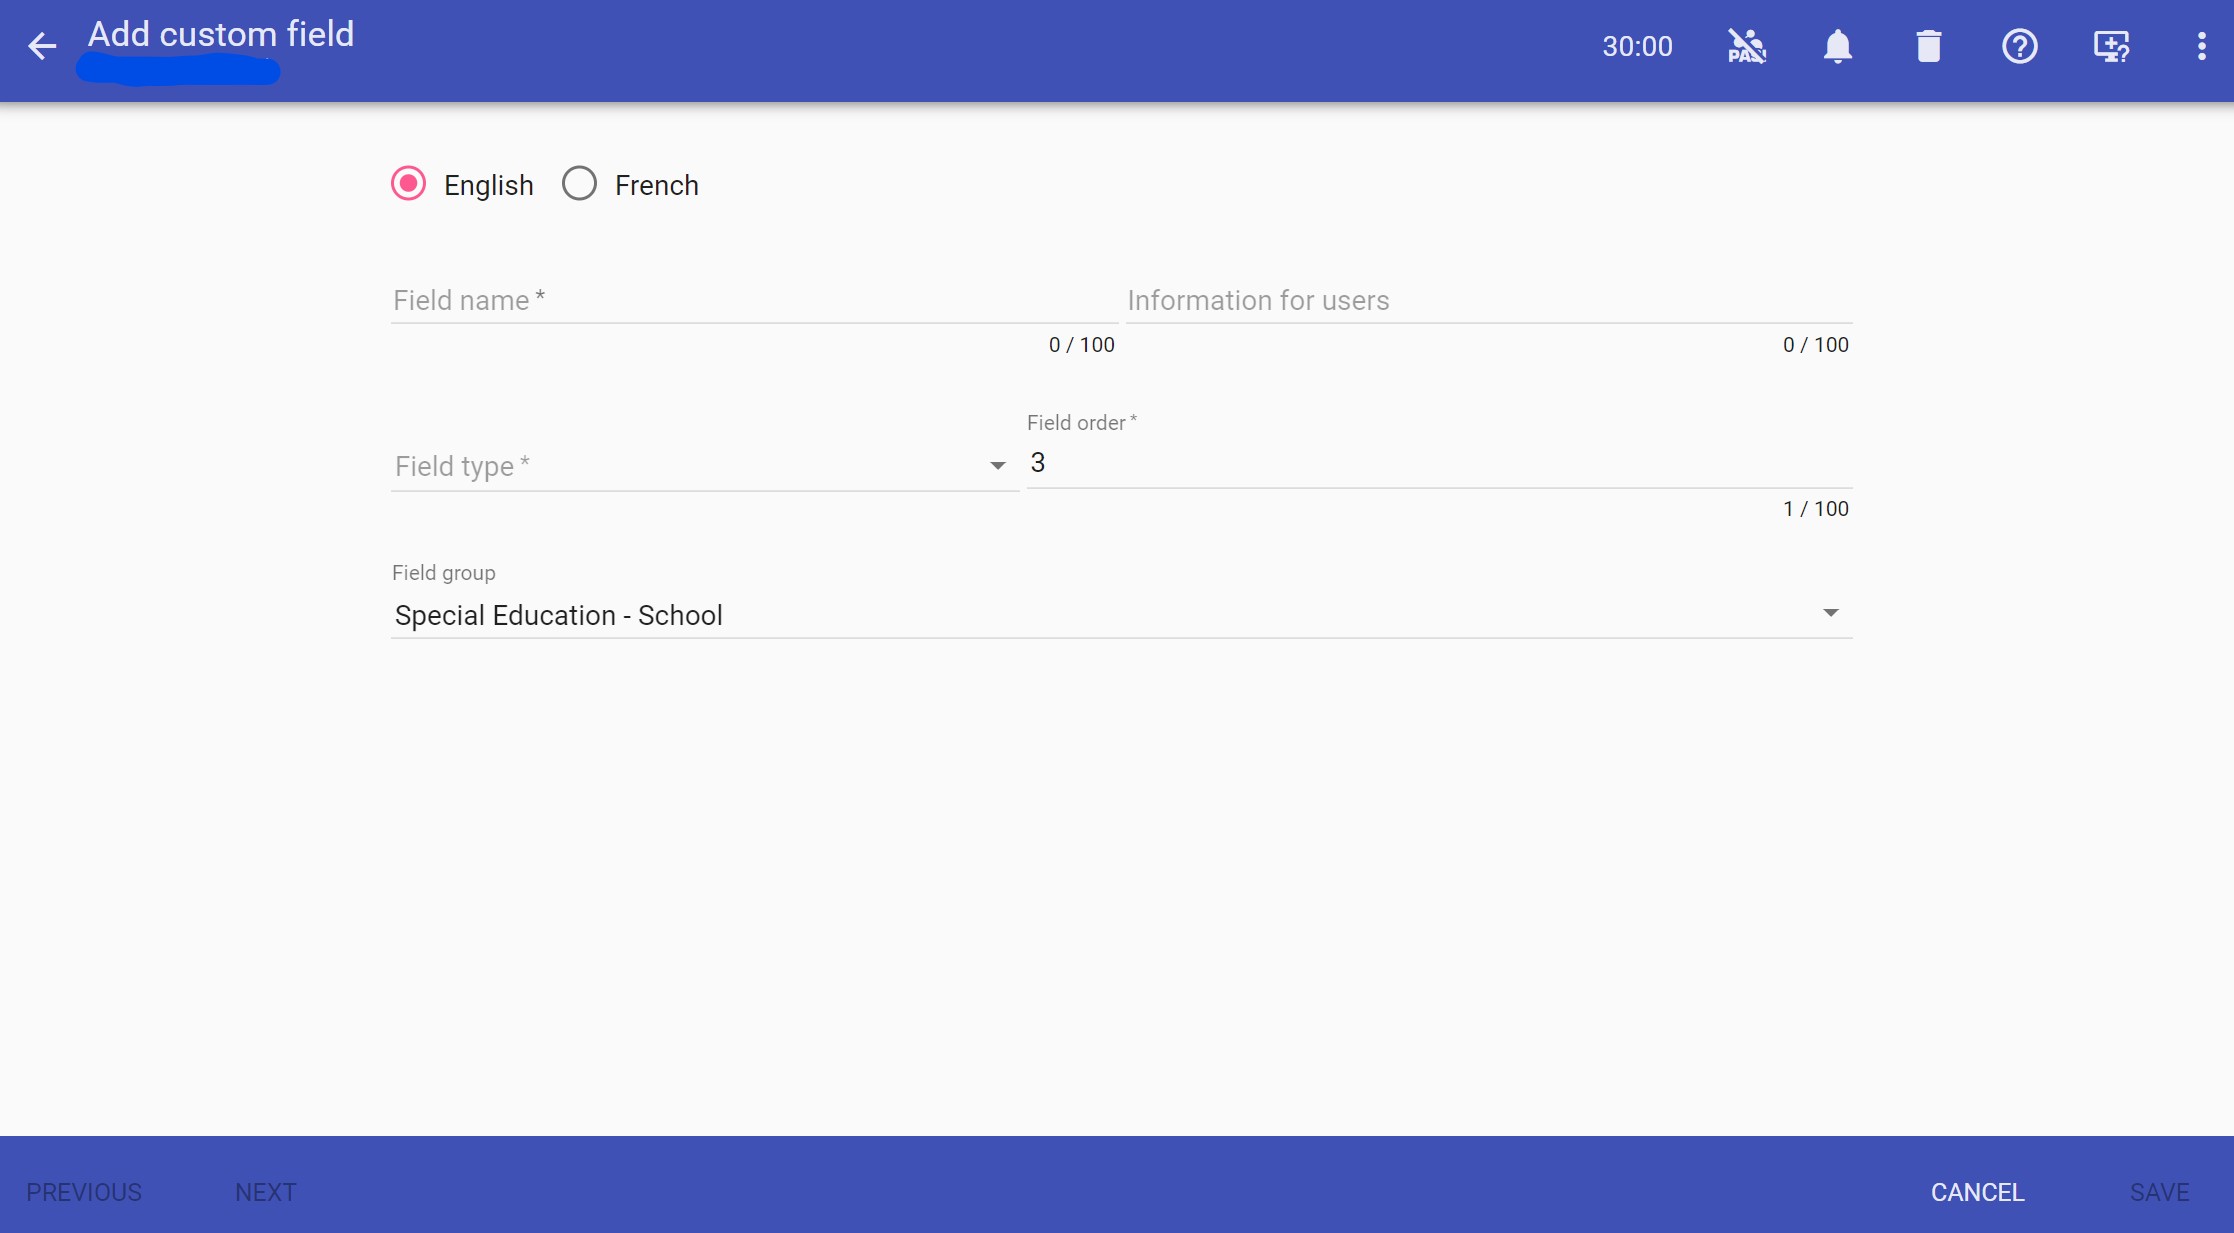 Add custom field
30:00
English French
Field name * Information for users
0 / 100 0 / 100
Field order *
Field type * 3
1 / 100
Field group
Special Education - School
PREVIOUS NEXT CANCEL SAVE